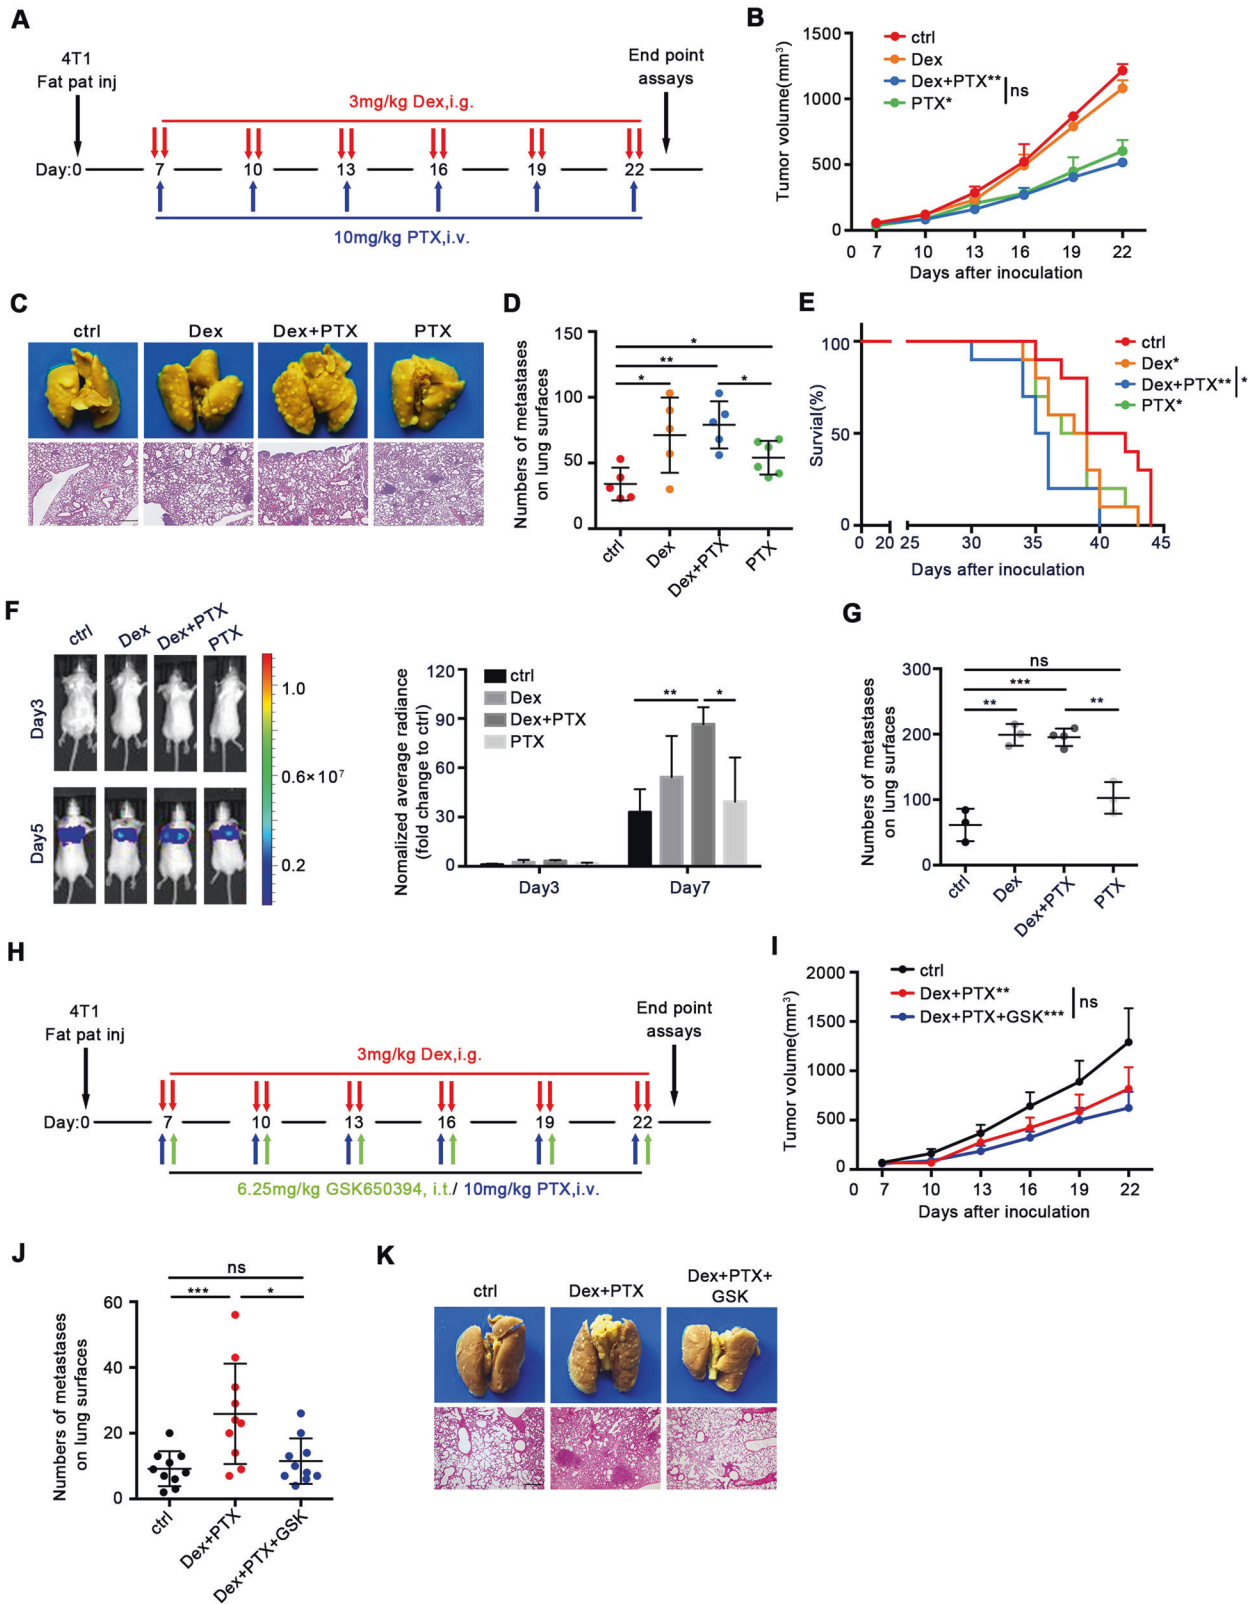 A
4T1
Fat pat inj
End point
assays
3mg/kg Dex,i.g.
Day:0 7 10 13 16 19 22
10mg/kg PTX,i.v.
B
Tumor volume(mm³)
1500
1000
500
0
ctrl
Dex
Dex+PTX**
PTX*
ns
0 7 10 13 16 19 22
Days after inoculation
C
ctrl Dex Dex+PTX PTX
D
Numbers of metastases
on lung surfaces
150
100
50
0
*
**
* *
ctrl Dex Dex+PTX PTX
E
Survial(%)
100
50
0
ctrl
Dex*
Dex+PTX**
PTX*
*
0 20 25 30 35 40 45
Days after inoculation
F
ctrl Dex Dex+PTX PTX
Day3
Day5
1.0
0.6×10⁷
0.2
Nomalized average radiance
(fold change to ctrl)
120
90
60
30
0
ctrl
Dex
Dex+PTX
PTX
** *
Day3 Day7
G
Numbers of metastases
on lung surfaces
300
200
100
0
ns
***
** **
ctrl Dex Dex+PTX PTX
H
4T1
Fat pat inj
End point
assays
3mg/kg Dex,i.g.
Day:0 7 10 13 16 19 22
6.25mg/kg GSK650394, i.t./ 10mg/kg PTX,i.v.
I
Tumor volume(mm³)
2000
1500
1000
500
0
ctrl
Dex+PTX**
Dex+PTX+GSK***
ns
0 7 10 13 16 19 22
Days after inoculation
J
Numbers of metastases
on lung surfaces
60
40
20
0
ns
*** *
ctrl Dex+PTX Dex+PTX+GSK
K
ctrl Dex+PTX Dex+PTX+
GSK